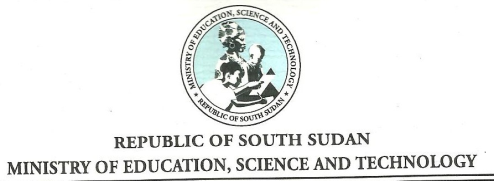 MINISTRY OF EDUCATION, SCIENCE AND TECHNOLOGY
★ REPUBLIC OF SOUTH SUDAN ★
REPUBLIC OF SOUTH SUDAN
MINISTRY OF EDUCATION, SCIENCE AND TECHNOLOGY